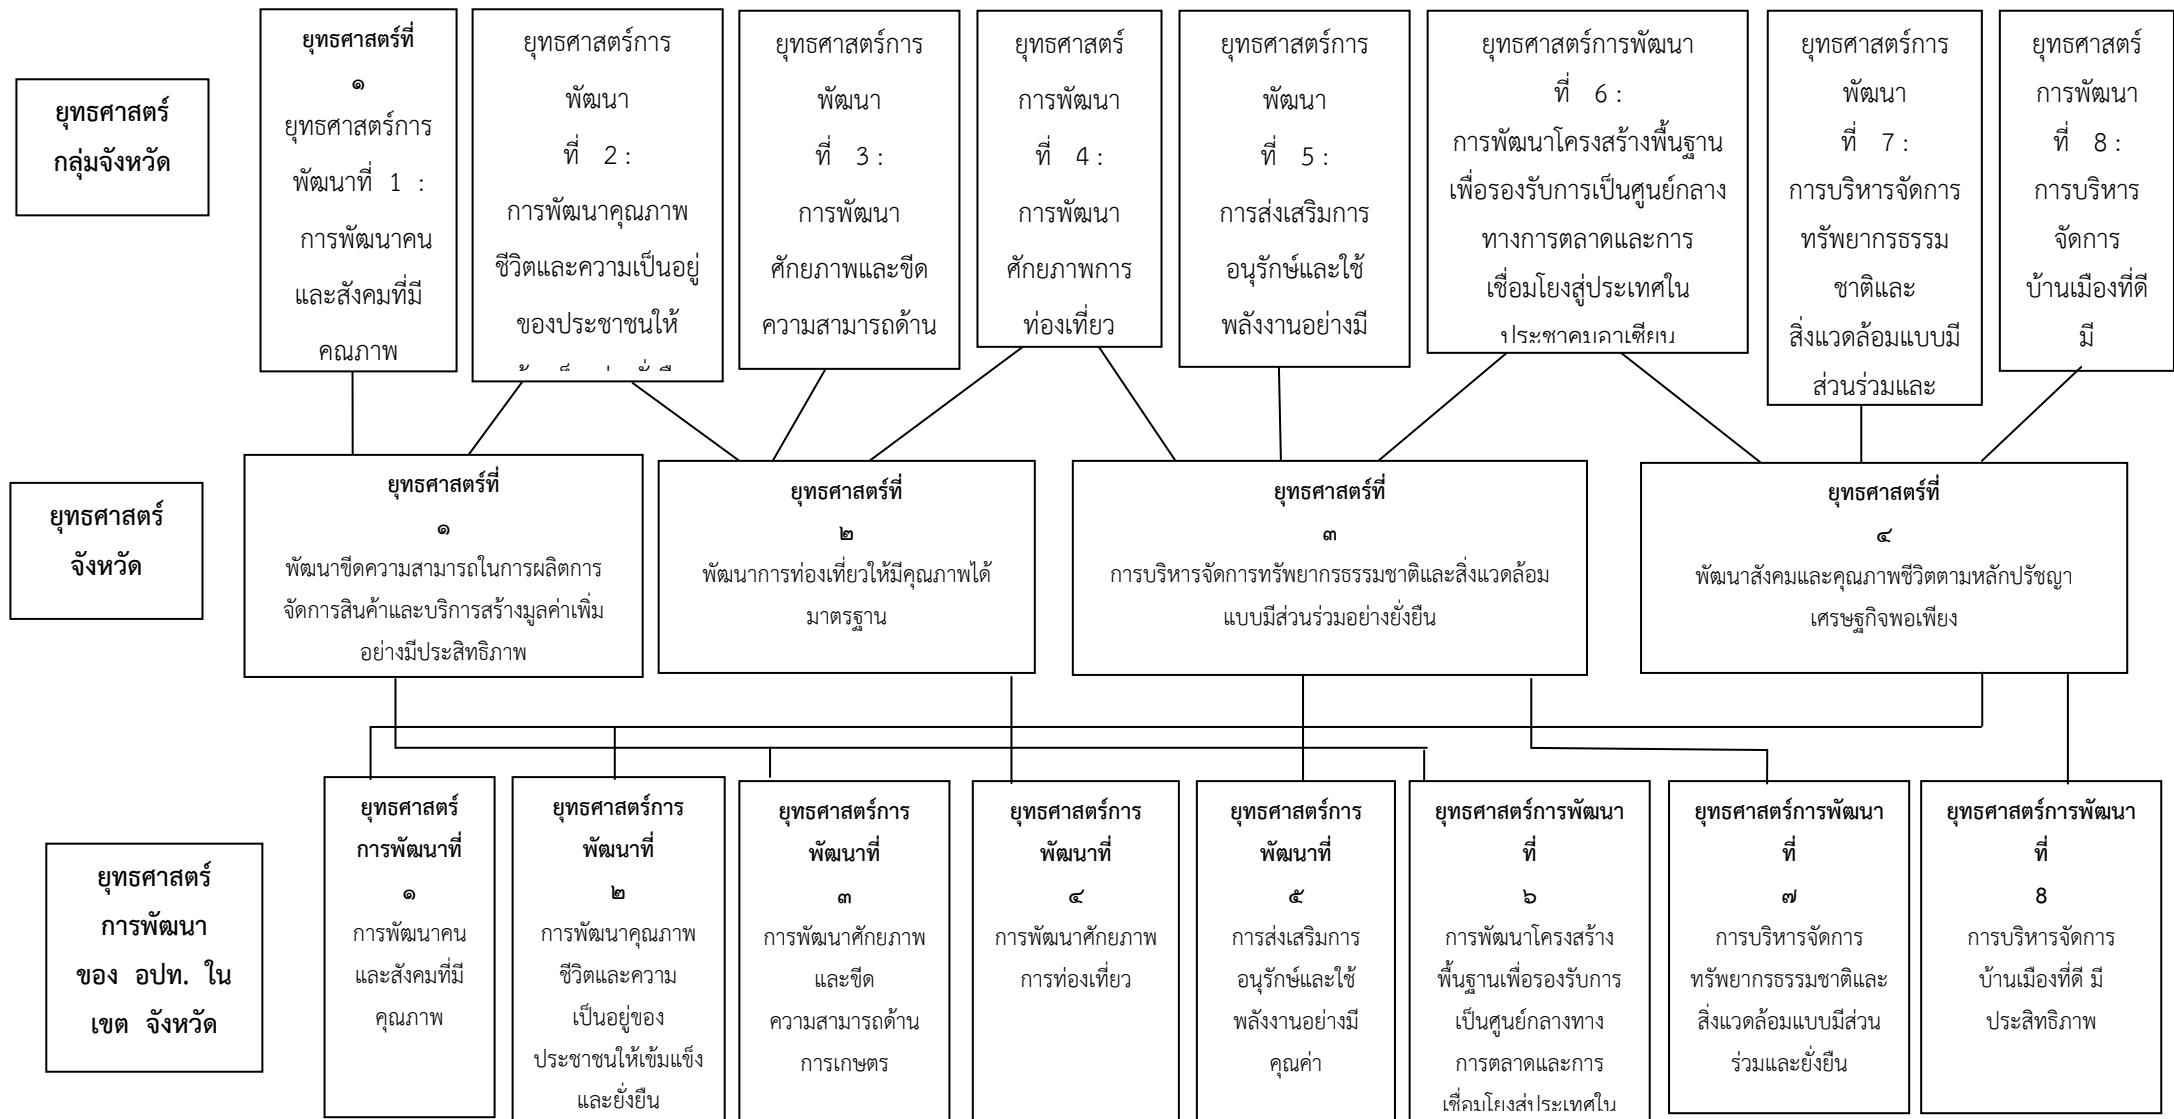 ยุทธศาสตร์
กลุ่มจังหวัด
ยุทธศาสตร์ที่
๑
ยุทธศาสตร์การ
พัฒนาที่ 1 :
การพัฒนาคน
และสังคมที่มี
คุณภาพ
ยุทธศาสตร์การ
พัฒนา
ที่ 2 :
การพัฒนาคุณภาพ
ชีวิตและความเป็นอยู่
ของประชาชนให้
ยุทธศาสตร์การ
พัฒนา
ที่ 3 :
การพัฒนา
ศักยภาพและขีด
ความสามารถด้าน
ยุทธศาสตร์
การพัฒนา
ที่ 4 :
การพัฒนา
ศักยภาพการ
ท่องเที่ยว
ยุทธศาสตร์การ
พัฒนา
ที่ 5 :
การส่งเสริมการ
อนุรักษ์และใช้
พลังงานอย่างมี
ยุทธศาสตร์การพัฒนา
ที่ 6 :
การพัฒนาโครงสร้างพื้นฐาน
เพื่อรองรับการเป็นศูนย์กลาง
ทางการตลาดและการ
เชื่อมโยงสู่ประเทศใน
ประชาคมอาเซียน
ยุทธศาสตร์การ
พัฒนา
ที่ 7 :
การบริหารจัดการ
ทรัพยากรธรรม
ชาติและ
สิ่งแวดล้อมแบบมี
ส่วนร่วมและ
ยุทธศาสตร์
การพัฒนา
ที่ 8 :
การบริหาร
จัดการ
บ้านเมืองที่ดี
มี
ยุทธศาสตร์
จังหวัด
ยุทธศาสตร์ที่
๑
พัฒนาขีดความสามารถในการผลิตการ
จัดการสินค้าและบริการสร้างมูลค่าเพิ่ม
อย่างมีประสิทธิภาพ
ยุทธศาสตร์ที่
๒
พัฒนาการท่องเที่ยวให้มีคุณภาพได้
มาตรฐาน
ยุทธศาสตร์ที่
๓
การบริหารจัดการทรัพยากรธรรมชาติและสิ่งแวดล้อม
แบบมีส่วนร่วมอย่างยั่งยืน
ยุทธศาสตร์ที่
๔
พัฒนาสังคมและคุณภาพชีวิตตามหลักปรัชญา
เศรษฐกิจพอเพียง
ยุทธศาสตร์
การพัฒนา
ของ อปท. ใน
เขต จังหวัด
ยุทธศาสตร์
การพัฒนาที่
๑
การพัฒนาคน
และสังคมที่มี
คุณภาพ
ยุทธศาสตร์การ
พัฒนาที่
๒
การพัฒนาคุณภาพ
ชีวิตและความ
เป็นอยู่ของ
ประชาชนให้เข้มแข็ง
และยั่งยืน
ยุทธศาสตร์การ
พัฒนาที่
๓
การพัฒนาศักยภาพ
และขีด
ความสามารถด้าน
การเกษตร
ยุทธศาสตร์การ
พัฒนาที่
๔
การพัฒนาศักยภาพ
การท่องเที่ยว
ยุทธศาสตร์การ
พัฒนาที่
๕
การส่งเสริมการ
อนุรักษ์และใช้
พลังงานอย่างมี
คุณค่า
ยุทธศาสตร์การพัฒนา
ที่
๖
การพัฒนาโครงสร้าง
พื้นฐานเพื่อรองรับการ
เป็นศูนย์กลางทาง
การตลาดและการ
เชื่อมโยงสู่ประเทศใน
ยุทธศาสตร์การพัฒนา
ที่
๗
การบริหารจัดการ
ทรัพยากรธรรมชาติและ
สิ่งแวดล้อมแบบมีส่วน
ร่วมและยั่งยืน
ยุทธศาสตร์การพัฒนา
ที่
8
การบริหารจัดการ
บ้านเมืองที่ดี มี
ประสิทธิภาพ